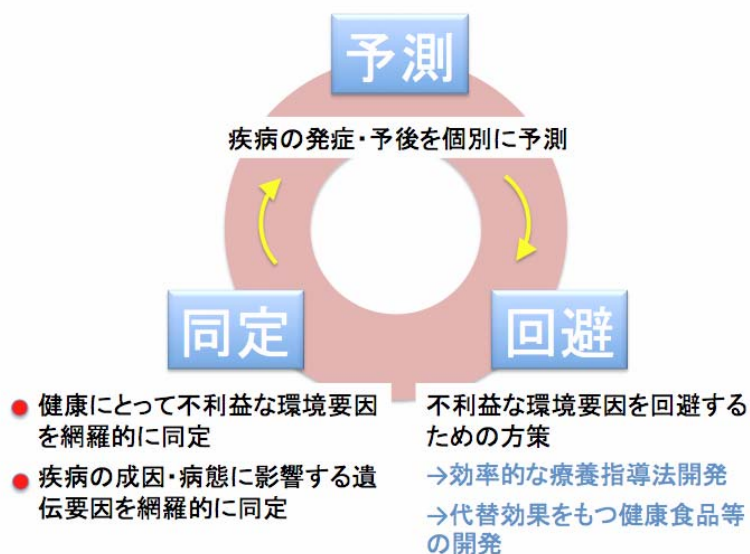 予測
疾病の発症・予後を個別に予測
同定
回避
● 健康にとって不利益な環境要因
を網羅的に同定
● 疾病の成因・病態に影響する遺
伝要因を網羅的に同定
不利益な環境要因を回避する
ための方策
→効率的な療養指導法開発
→代替効果をもつ健康食品等
の開発